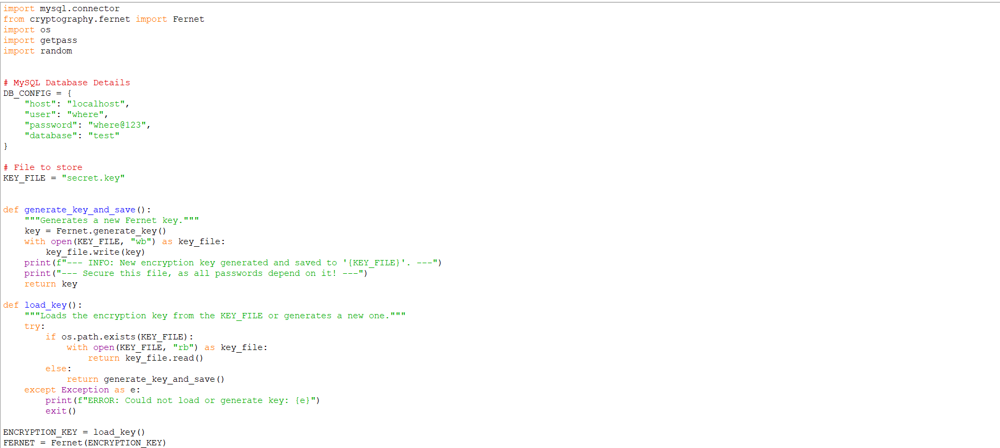 import mysql.connector
from cryptography.fernet import Fernet
import os
import getpass
import random
# MySQL Database Details
DB_CONFIG = {
    "host": "localhost",
    "user": "where",
    "password": "where@123",
    "database": "test"
}
# File to store
KEY_FILE = "secret.key"
def generate_key_and_save():
    """Generates a new Fernet key."""
    key = Fernet.generate_key()
    with open(KEY_FILE, "wb") as key_file:
        key_file.write(key)
    print(f"--- INFO: New encryption key generated and saved to '{KEY_FILE}'. ---")
    print("--- Secure this file, as all passwords depend on it! ---")
    return key
def load_key():
    """Loads the encryption key from the KEY_FILE or generates a new one."""
    try:
        if os.path.exists(KEY_FILE):
            with open(KEY_FILE, "rb") as key_file:
                return key_file.read()
        else:
            return generate_key_and_save()
    except Exception as e:
        print(f"ERROR: Could not load or generate key: {e}")
        exit()
ENCRYPTION_KEY = load_key()
FERNET = Fernet(ENCRYPTION_KEY)